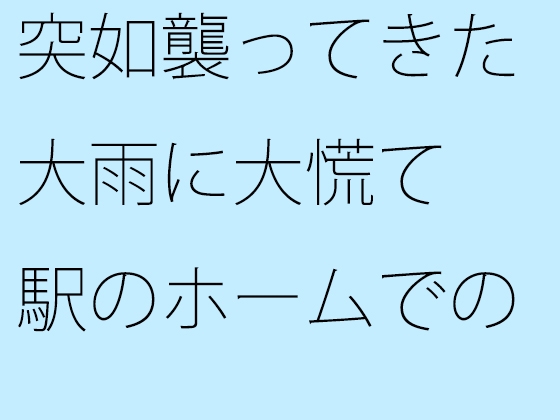 突如襲ってきた
大雨に大慌て
駅のホームでの